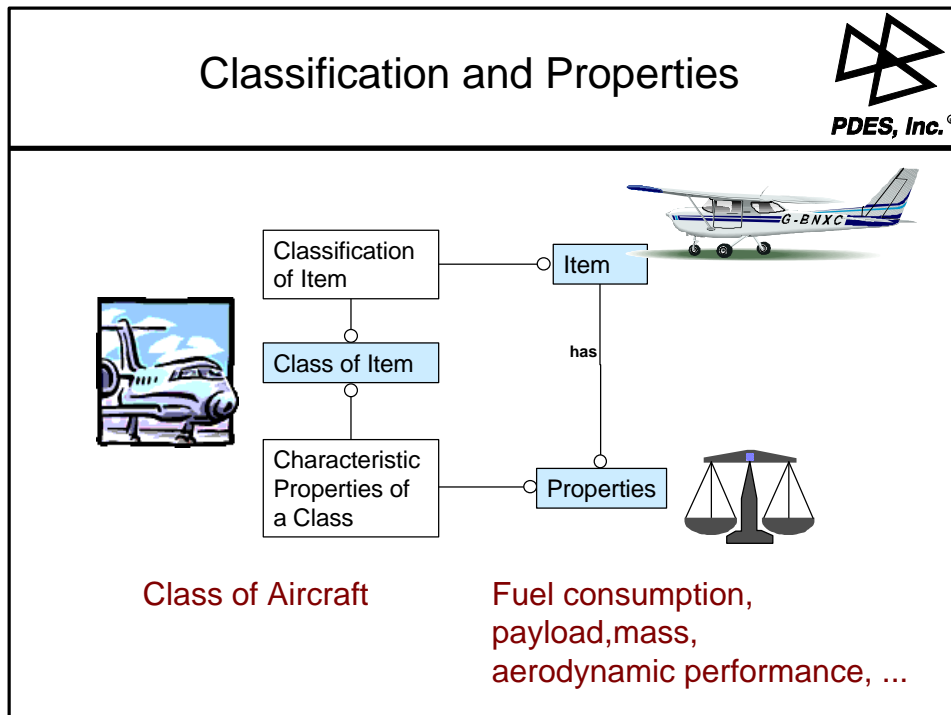 Classification and Properties
PDES, Inc.®
G-BNXC
Classification
of Item
Item
has
Class of Item
Characteristic
Properties of
a Class
Properties
Class of Aircraft
Fuel consumption,
payload,mass,
aerodynamic performance, ...